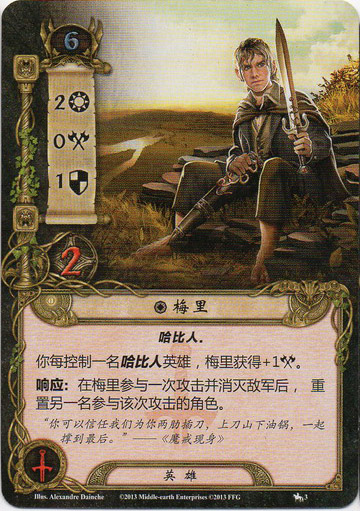 6
2
0
1
2
梅里
哈比人.
你每控制一名哈比人英雄，梅里获得+1。
响应：在梅里参与一次攻击并消灭敌军后， 重
置另一名参与该次攻击的角色。
“你可以信任我们为你两肋插刀，上刀山下油锅，一起
撑到最后。”——《魔戒现身》
英 雄
Illus. Alexandre Dainche
©2013 Middle-earth Enterprises ©2013 FFG
3